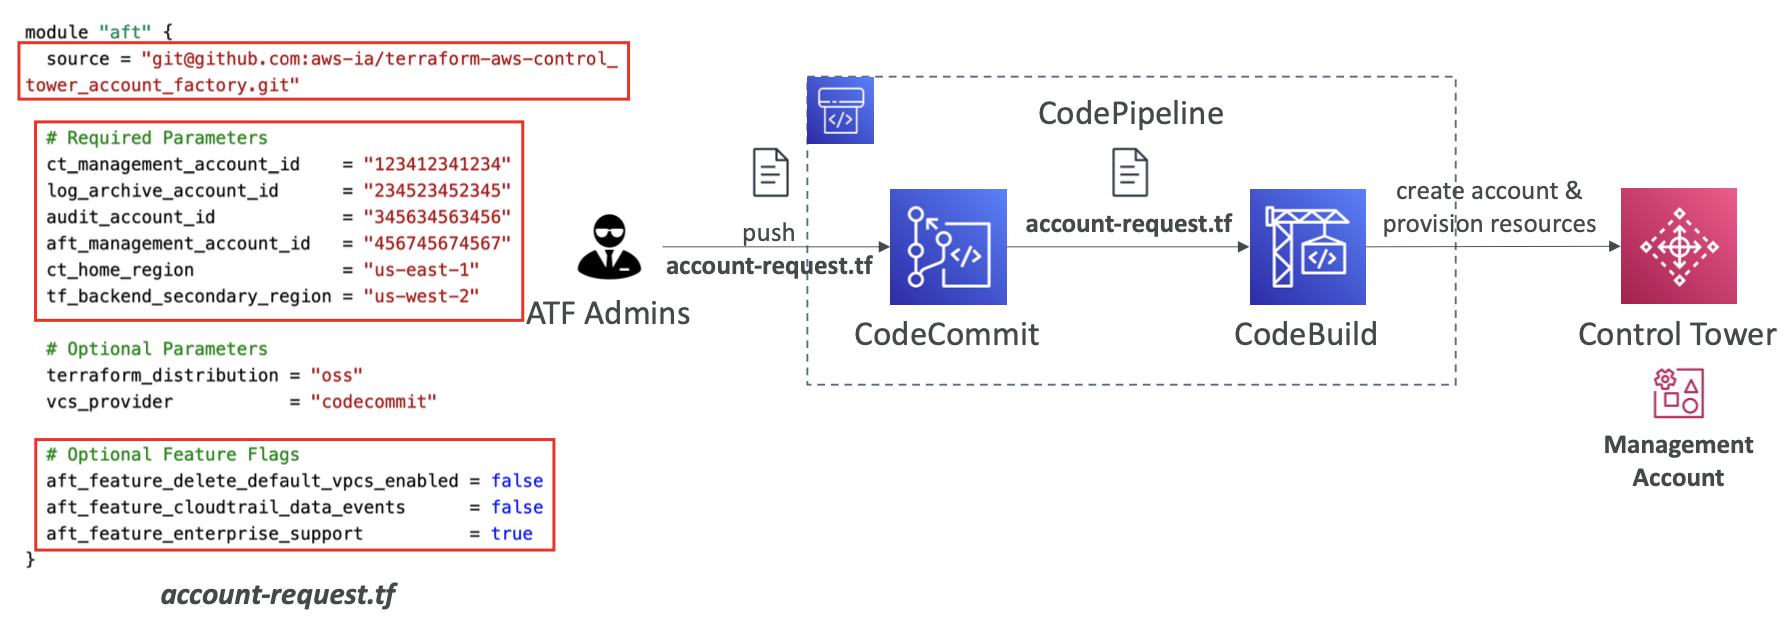 module "aft" {
source = "git@github.com:aws-ia/terraform-aws-control_
tower_account_factory.git"
# Required Parameters
ct_management_account_id = "123412341234"
log_archive_account_id = "234523452345"
audit_account_id = "345634563456"
aft_management_account_id = "456745674567"
ct_home_region = "us-east-1"
tf_backend_secondary_region = "us-west-2"
# Optional Parameters
terraform_distribution = "oss"
vcs_provider = "codecommit"
# Optional Feature Flags
aft_feature_delete_default_vpcs_enabled = false
aft_feature_cloudtrail_data_events = false
aft_feature_enterprise_support = true
}
account-request.tf
ATF Admins
push
account-request.tf
CodePipeline
</>
CodeCommit
</>
account-request.tf
CodeBuild
</>
create account &
provision resources
Control Tower
Management
Account